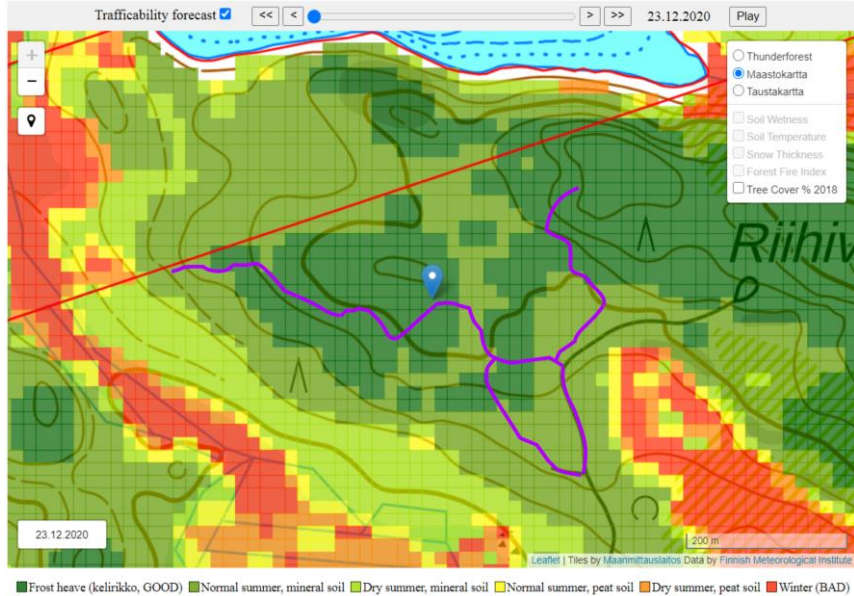 Trafficability forecast << < > >> 23.12.2020 Play
+
−
Thunderforest
Maastokartta
Taustakartta
Soil Wetness
Soil Temperature
Snow Thickness
Forest Fire Index
Tree Cover % 2018
Riihiv
23.12.2020
200 m
Leaflet | Tiles by Maanmittauslaitos Data by Finnish Meteorological Institute
Frost heave (kelirikko, GOOD) Normal summer, mineral soil Dry summer, mineral soil Normal summer, peat soil Dry summer, peat soil Winter (BAD)